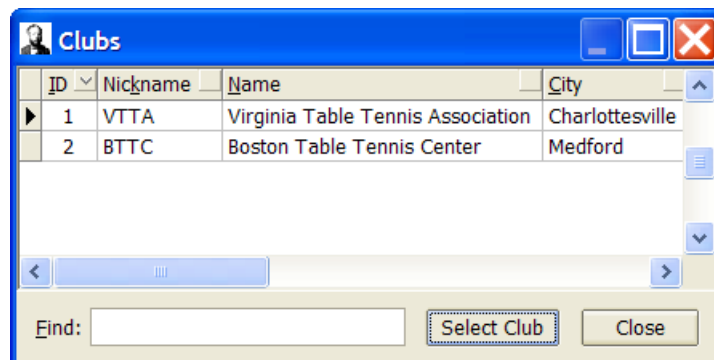 Clubs
ID Nickname Name City
1 VTTA Virginia Table Tennis Association Charlottesville
2 BTTC Boston Table Tennis Center Medford
Find: Select Club Close